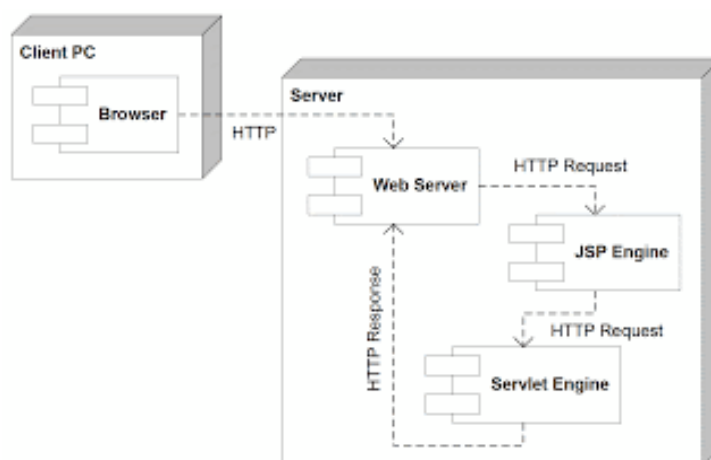 Client PC
Browser
HTTP
Server
Web Server
HTTP Request
JSP Engine
HTTP Response
HTTP Request
Servlet Engine